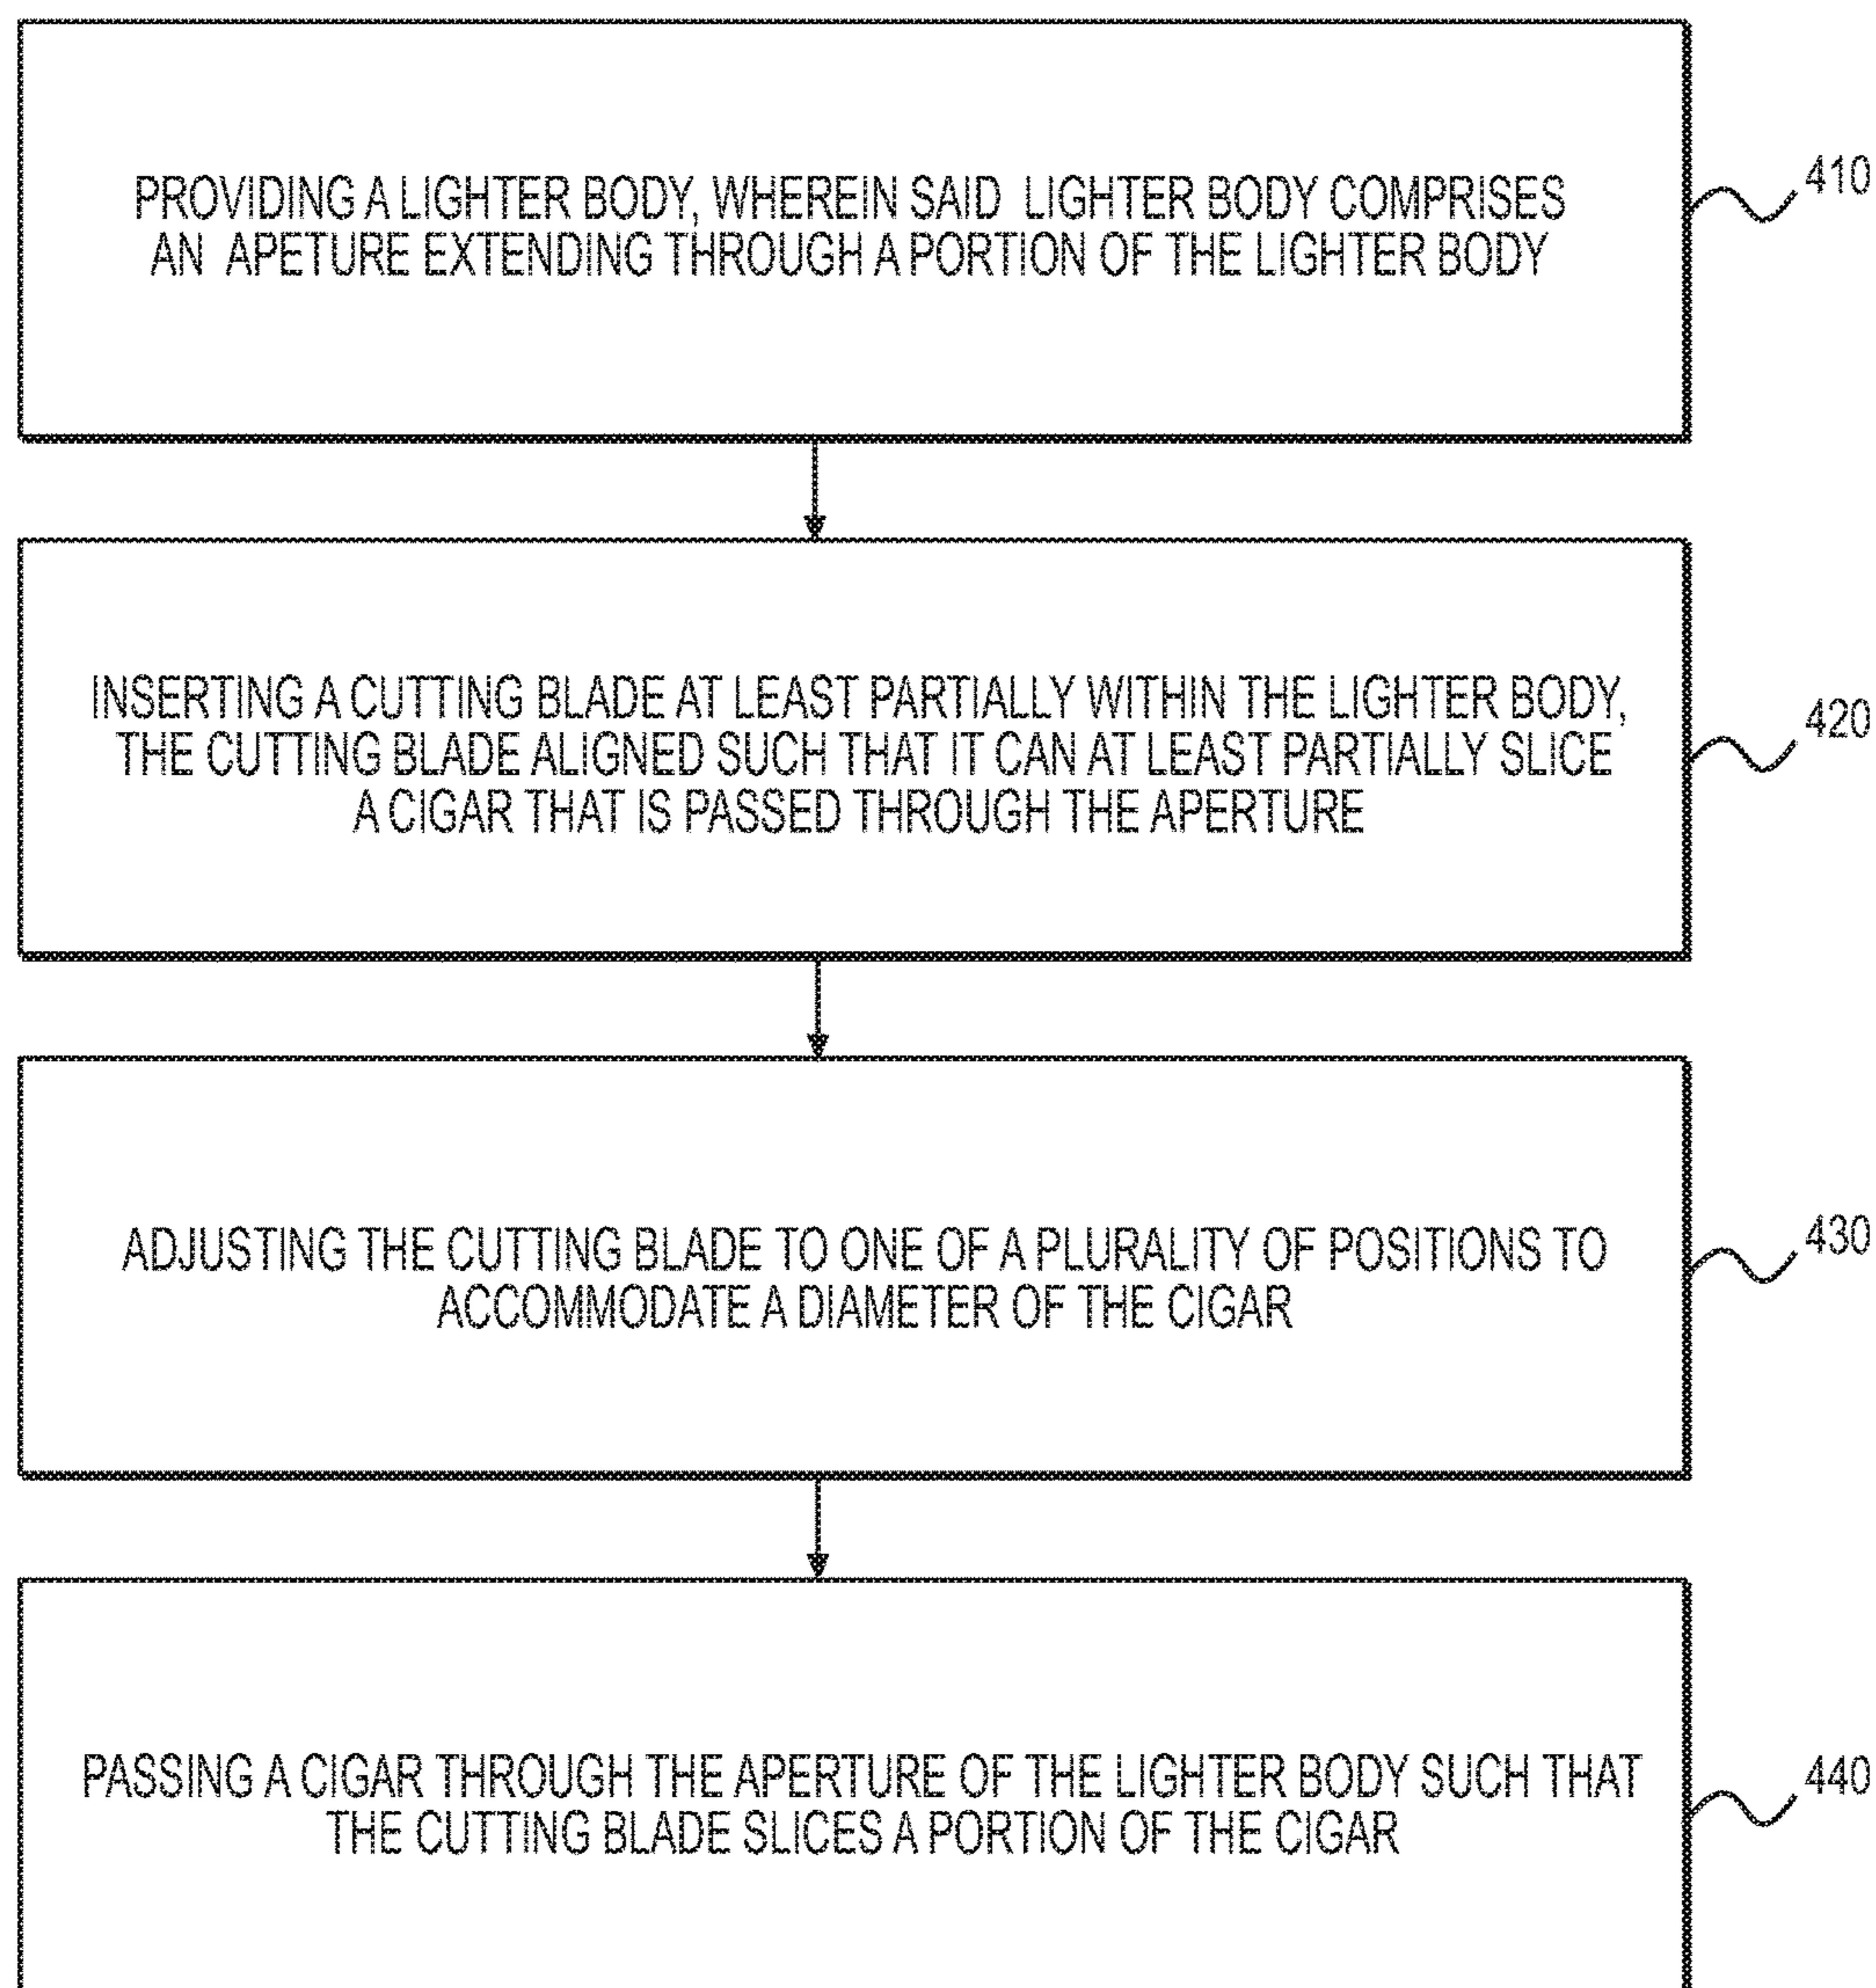 PROVIDING A LIGHTER BODY, WHEREIN SAID LIGHTER BODY COMPRISES
AN APETURE EXTENDING THROUGH A PORTION OF THE LIGHTER BODY
410
INSERTING A CUTTING BLADE AT LEAST PARTIALLY WITHIN THE LIGHTER BODY,
THE CUTTING BLADE ALIGNED SUCH THAT IT CAN AT LEAST PARTIALLY SLICE
A CIGAR THAT IS PASSED THROUGH THE APERTURE
420
ADJUSTING THE CUTTING BLADE TO ONE OF A PLURALITY OF POSITIONS TO
ACCOMMODATE A DIAMETER OF THE CIGAR
430
PASSING A CIGAR THROUGH THE APERTURE OF THE LIGHTER BODY SUCH THAT
THE CUTTING BLADE SLICES A PORTION OF THE CIGAR
440